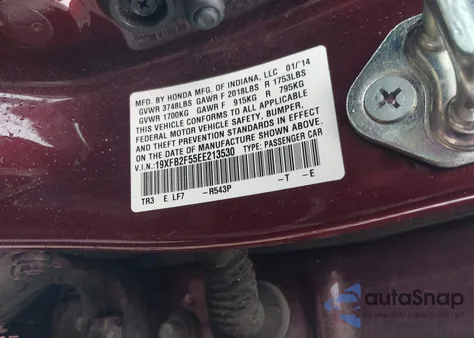 MFD. BY HONDA MFG. OF INDIANA, LLC 01/'14
GVWR 3748LBS GAWR F 2018LBS R 1753LBS
GVWR 1700KG GAWR F 915KG R 795KG
THIS VEHICLE CONFORMS TO ALL APPLICABLE
FEDERAL MOTOR VEHICLE SAFETY, BUMPER,
AND THEFT PREVENTION STANDARDS IN EFFECT
ON THE DATE OF MANUFACTURE SHOWN ABOVE.
V.I.N.:19XFB2F55EE213530 TYPE: PASSENGER CAR
TR3 E LF7 -R543P -T -E
autaSnap